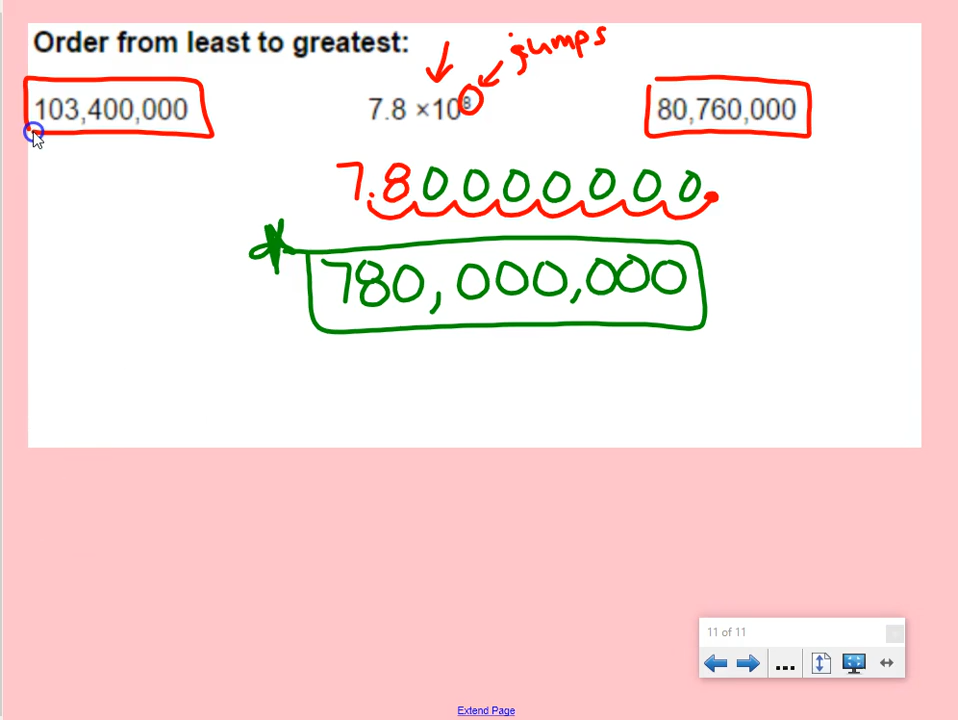 Order from least to greatest:
jumps
103,400,000 7.8 ×10⁸ 80,760,000
7.80000000.
* 780,000,000
11 of 11
...
Extend Page